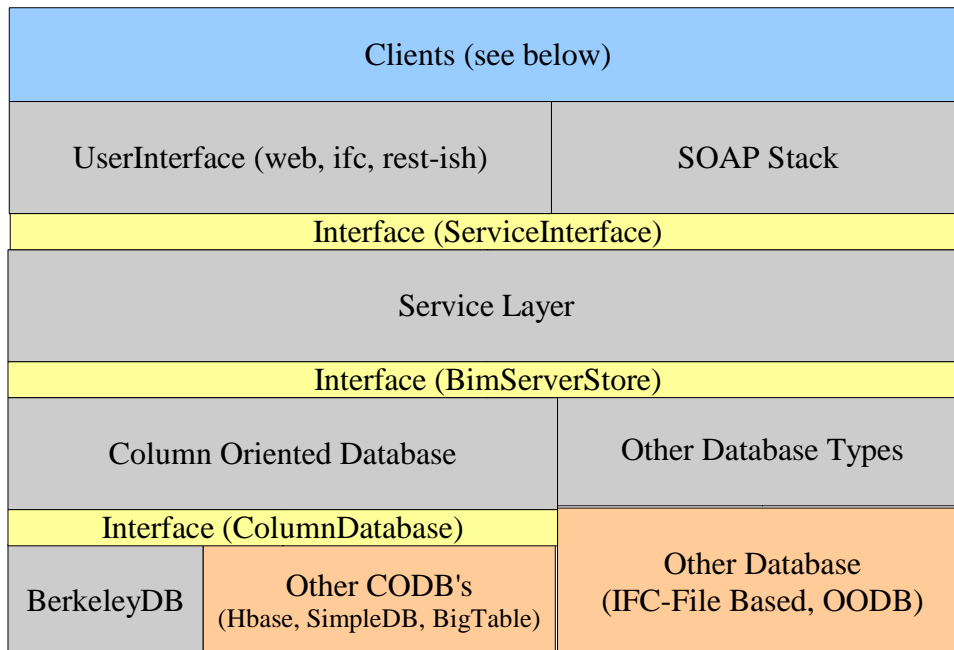 Clients (see below)
UserInterface (web, ifc, rest-ish)
SOAP Stack
Interface (ServiceInterface)
Service Layer
Interface (BimServerStore)
Column Oriented Database
Other Database Types
Interface (ColumnDatabase)
BerkeleyDB
Other CODB's
(Hbase, SimpleDB, BigTable)
Other Database
(IFC-File Based, OODB)